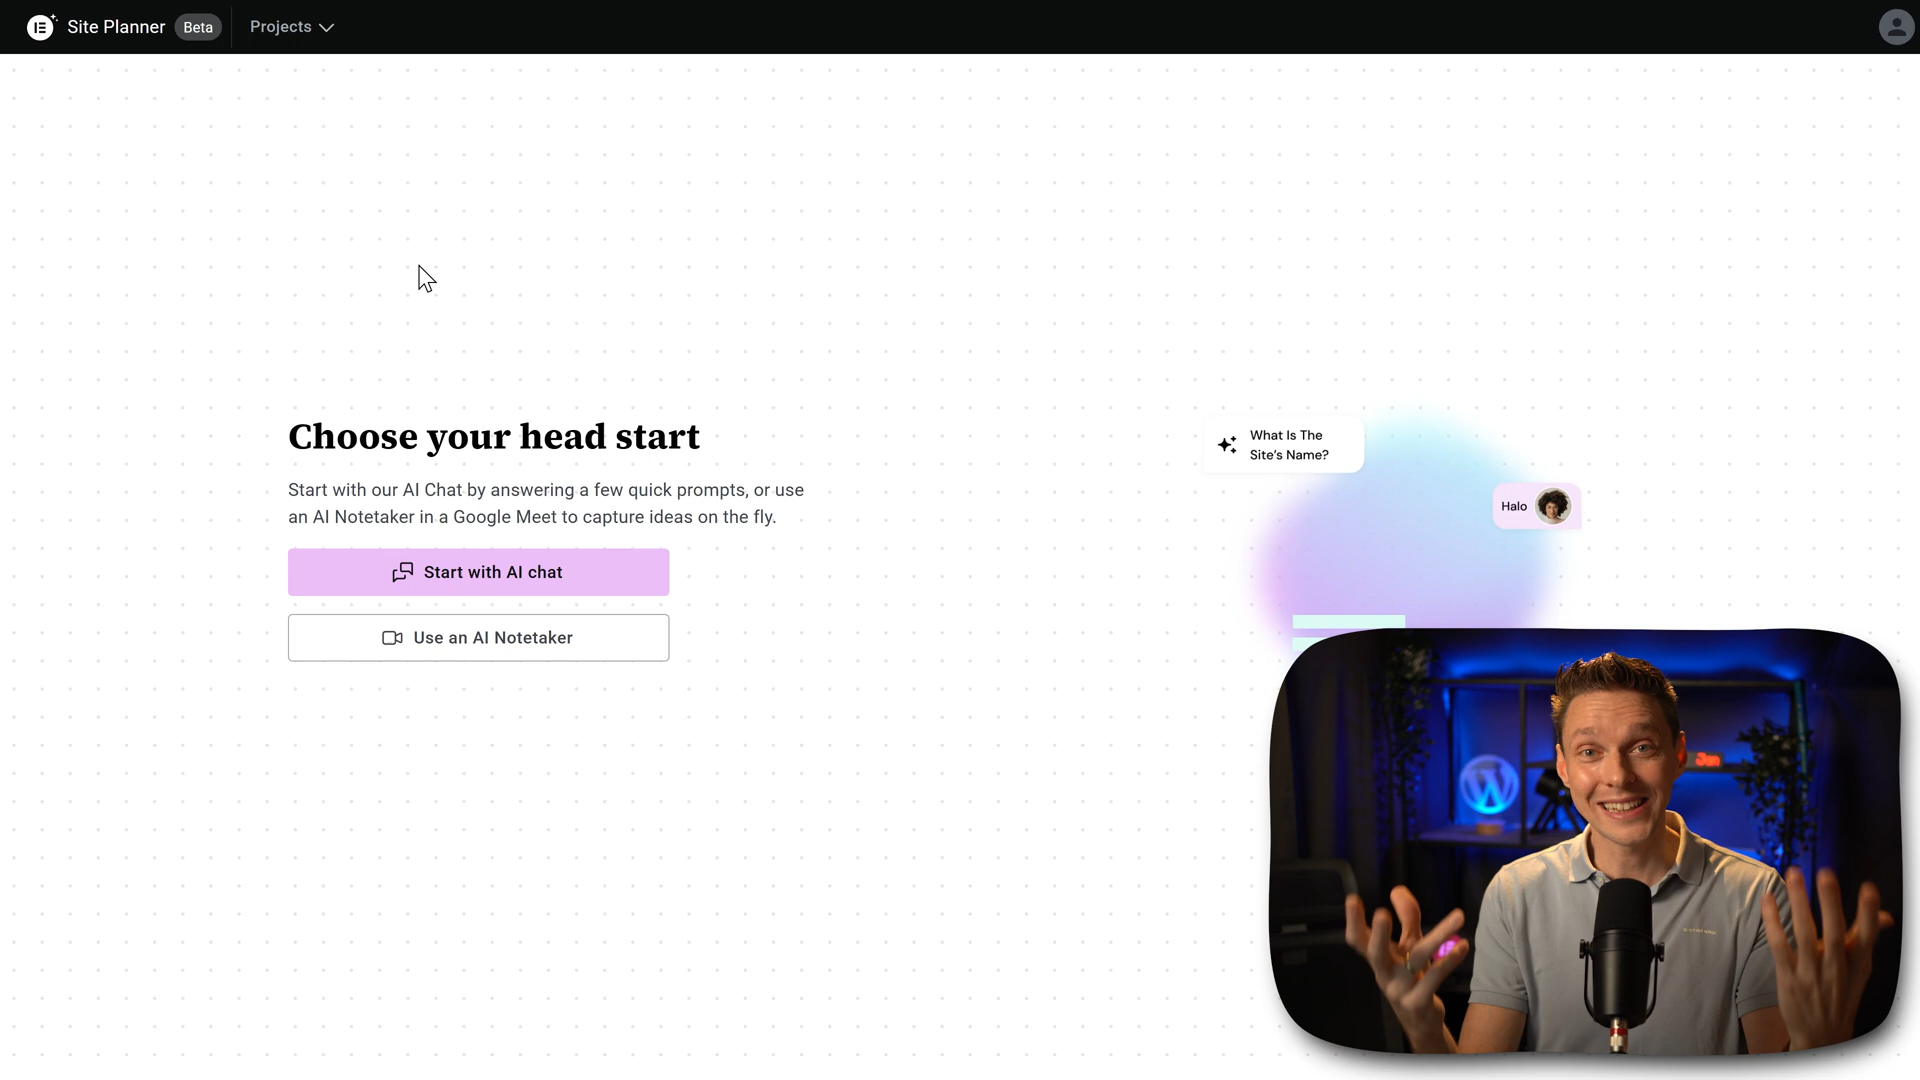 Site Planner Beta Projects
Choose your head start
Start with our AI Chat by answering a few quick prompts, or use
an AI Notetaker in a Google Meet to capture ideas on the fly.
Start with AI chat
Use an AI Notetaker
What Is The
Site's Name?
Halo